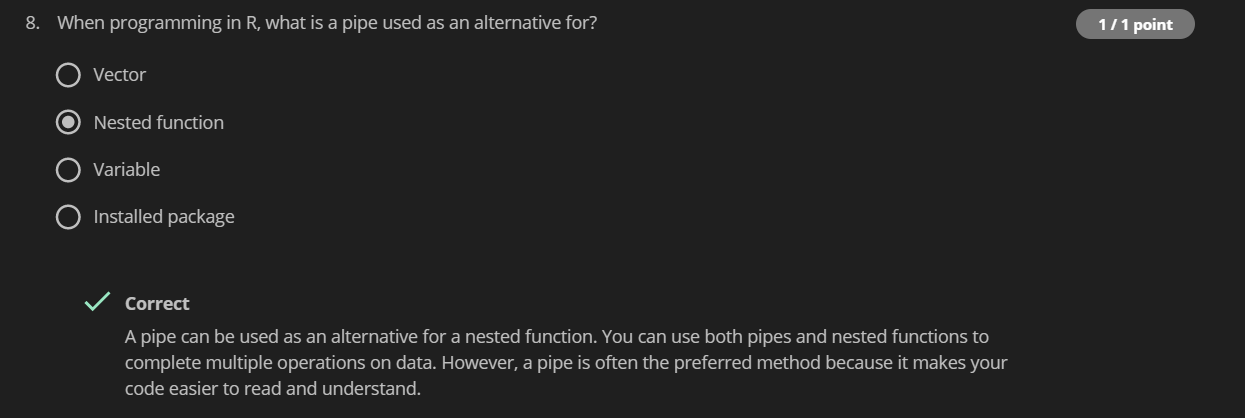 8. When programming in R, what is a pipe used as an alternative for?
1 / 1 point
Vector
Nested function
Variable
Installed package
Correct
A pipe can be used as an alternative for a nested function. You can use both pipes and nested functions to
complete multiple operations on data. However, a pipe is often the preferred method because it makes your
code easier to read and understand.